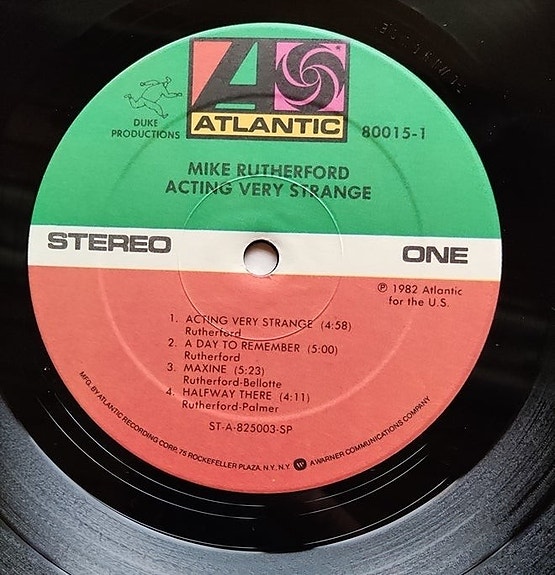 DUKE
PRODUCTIONS
ATLANTIC
80015-1
MIKE RUTHERFORD
ACTING VERY STRANGE
STEREO
ONE
℗ 1982 Atlantic
for the U.S.
1. ACTING VERY STRANGE (4:58)
Rutherford
2. A DAY TO REMEMBER (5:00)
Rutherford
3. MAXINE (5:23)
Rutherford-Bellotte
4. HALFWAY THERE (4:11)
Rutherford-Palmer
ST-A-825003-SP
MFG. BY ATLANTIC RECORDING CORP. 75 ROCKEFELLER PLAZA, N.Y., N.Y. W A WARNER COMMUNICATIONS COMPANY